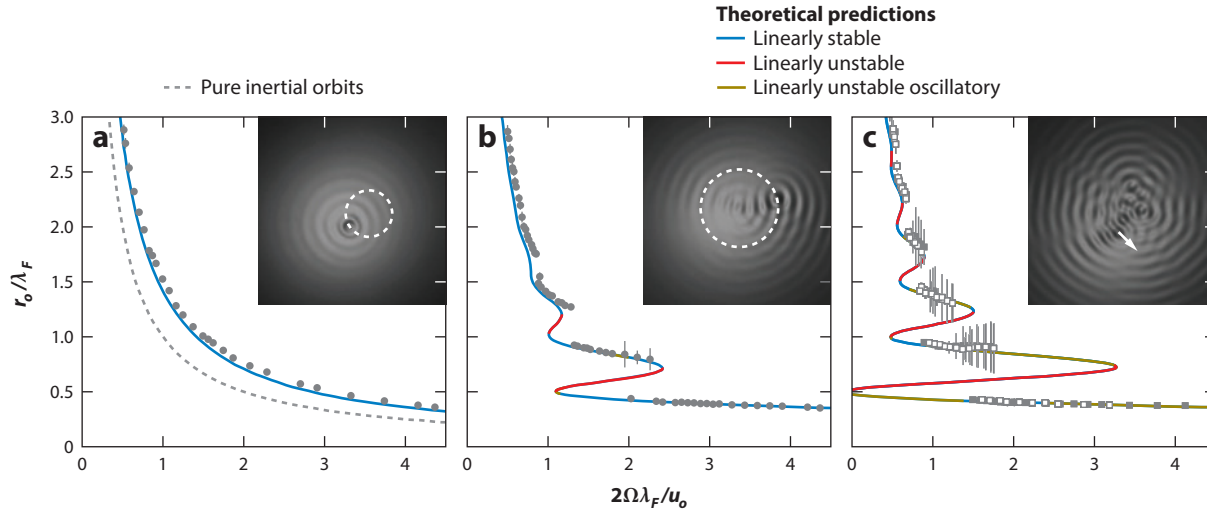 Theoretical predictions
Linearly stable
Linearly unstable
Linearly unstable oscillatory
Pure inertial orbits
a
b
c
3.0
2.5
2.0
1.5
1.0
0.5
0
r_o/λ_F
0 1 2 3 4
0 1 2 3 4
0 1 2 3 4
2Ωλ_F/u_o